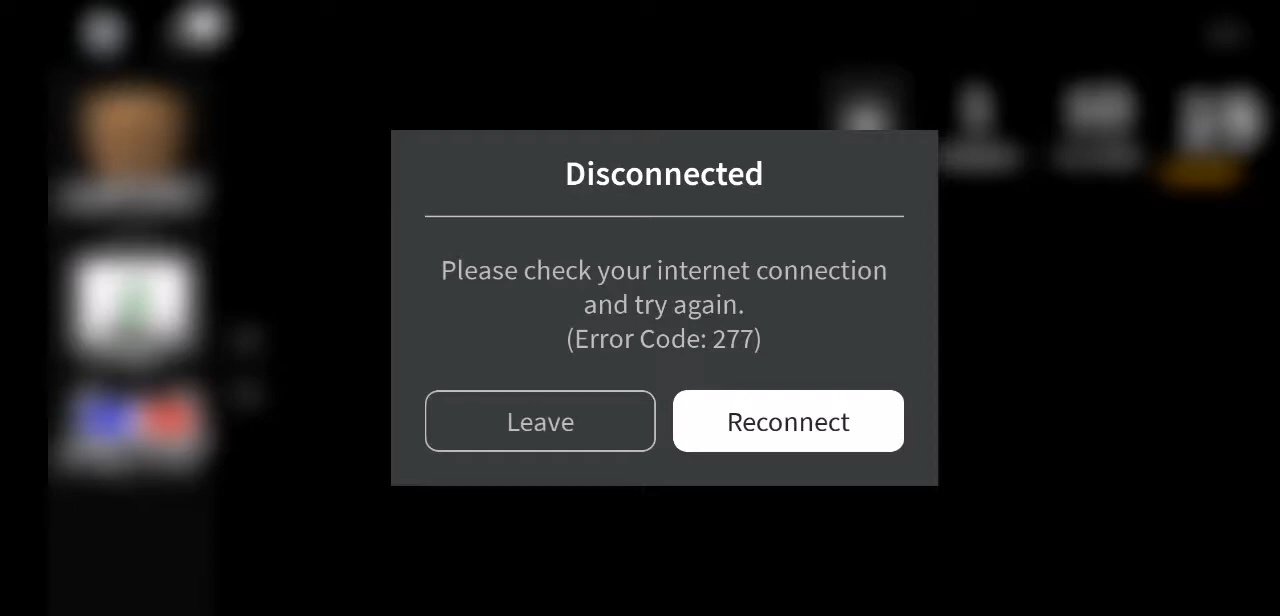 Disconnected
Please check your internet connection
and try again.
(Error Code: 277)
Leave
Reconnect